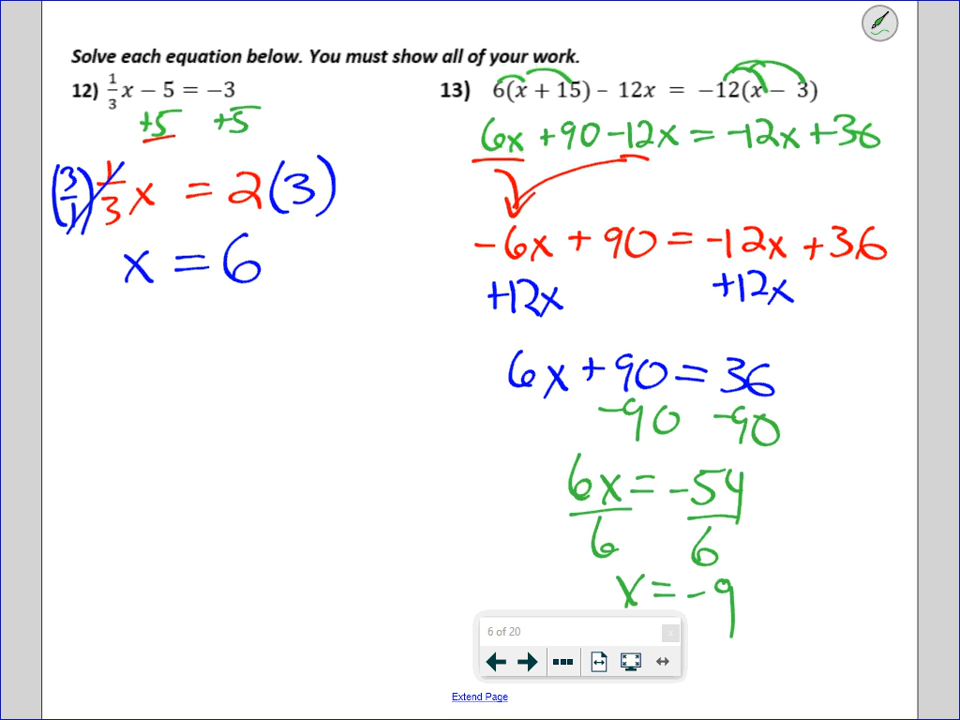 Solve each equation below. You must show all of your work.
12) 1/3 x − 5 = −3
+5 +5
(3/1) 1/3 x = 2(3)
x = 6
13) 6(x + 15) − 12x = −12(x − 3)
6x +90 −12x = −12x +36
−6x + 90 = −12x +36
+12x +12x
6x + 90 = 36
−90 −90
6x = −54
6 6
x = −9
6 of 20
x
Extend Page